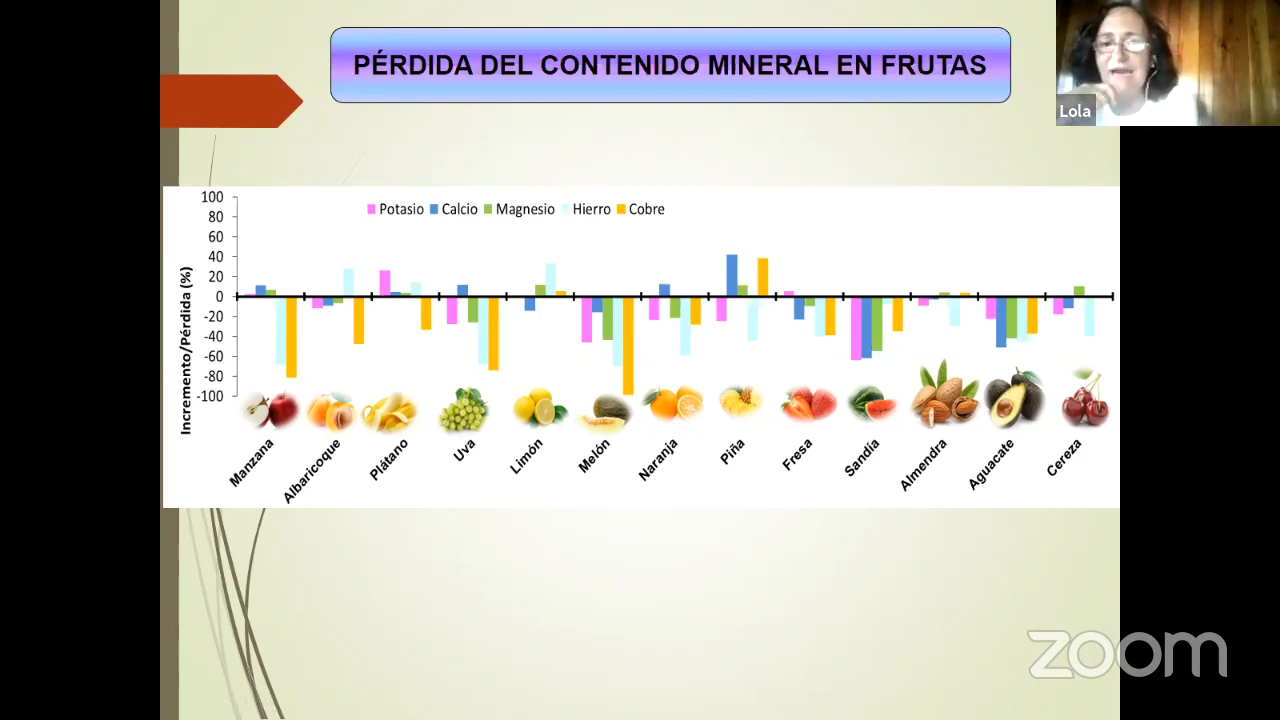 PÉRDIDA DEL CONTENIDO MINERAL EN FRUTAS
Lola
Potasio Calcio Magnesio Hierro Cobre
Incremento/Pérdida (%)
100
80
60
40
20
0
-20
-40
-60
-80
-100
Manzana
Albaricoque
Plátano
Uva
Limón
Melón
Naranja
Piña
Fresa
Sandía
Almendra
Aguacate
Cereza
zoom